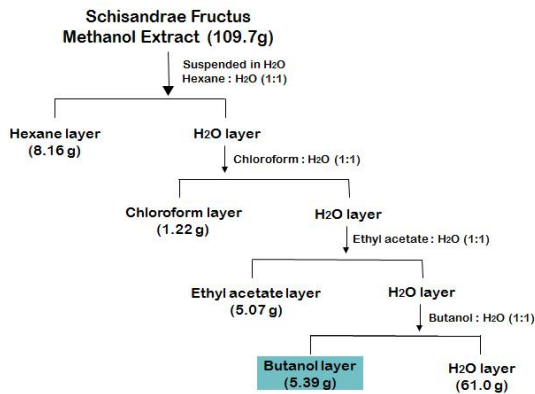 Schisandrae Fructus
Methanol Extract (109.7g)
Suspended in H2O
Hexane : H2O (1:1)
Hexane layer
(8.16 g)
H2O layer
Chloroform : H2O (1:1)
Chloroform layer
(1.22 g)
H2O layer
Ethyl acetate : H2O (1:1)
Ethyl acetate layer
(5.07 g)
H2O layer
Butanol : H2O (1:1)
Butanol layer
(5.39 g)
H2O layer
(61.0 g)